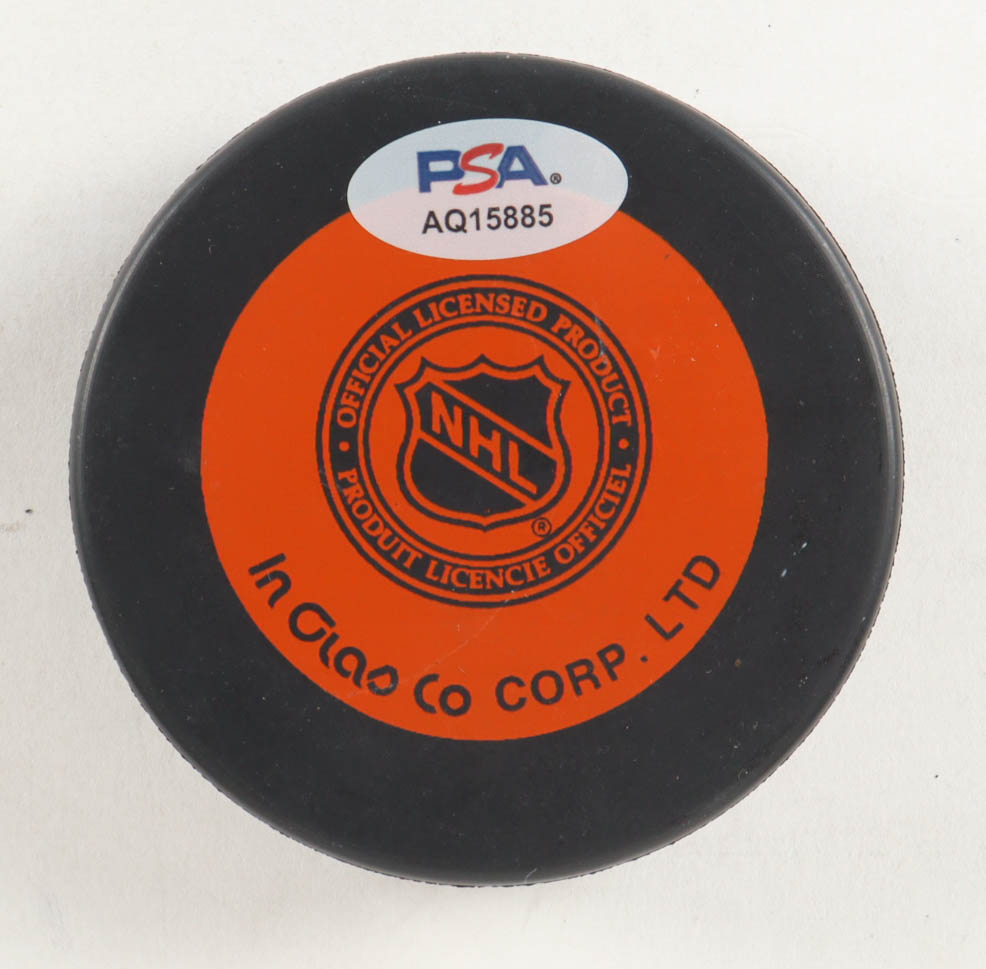 PSA®
AQ15885
OFFICIAL LICENSED PRODUCT
NHL
®
• PRODUIT LICENCIE OFFICIEL •
In Glas Co CORP. LTD